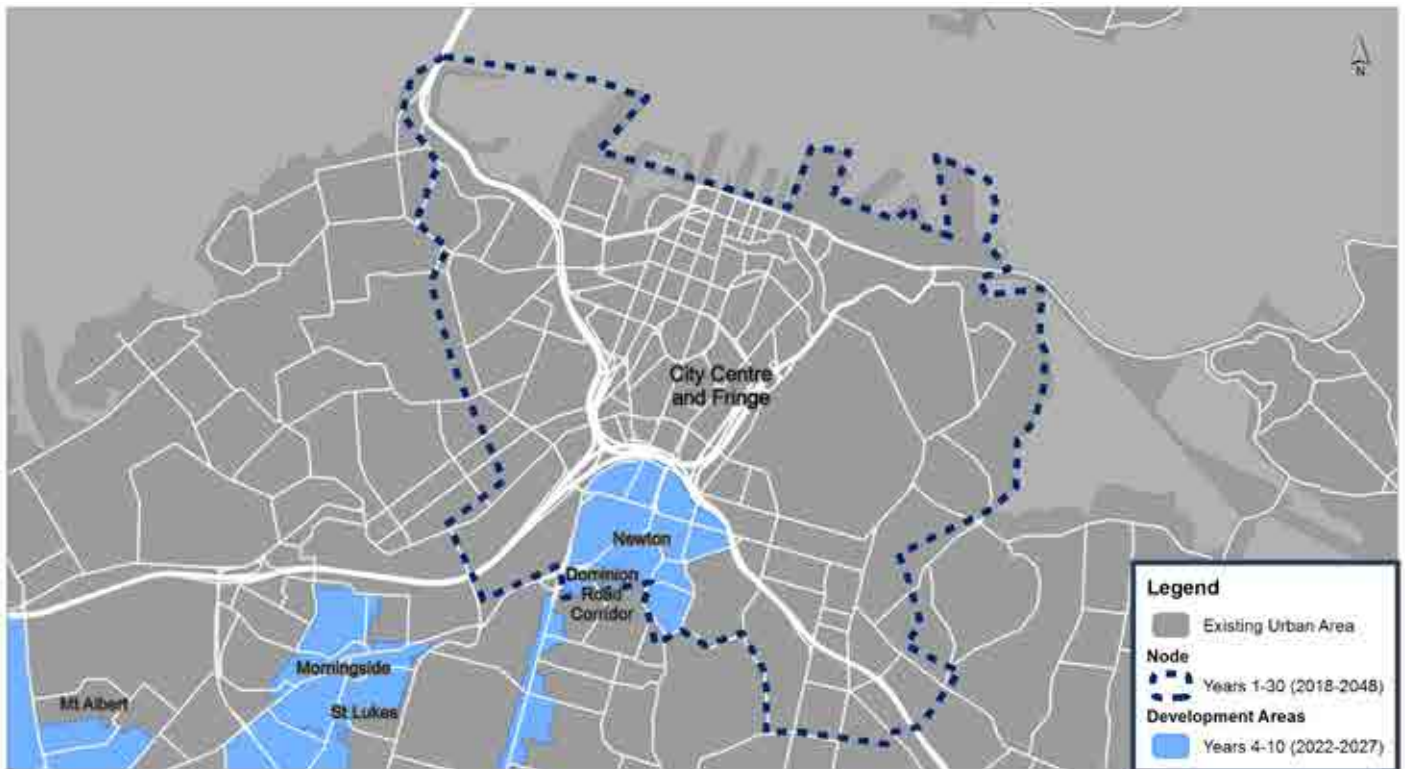 N
City Centre
and Fringe
Newton
Dominion
Road
Corridor
Morningside
Mt Albert
St Lukes
Legend
Existing Urban Area
Node
Years 1-30 (2018-2048)
Development Areas
Years 4-10 (2022-2027)